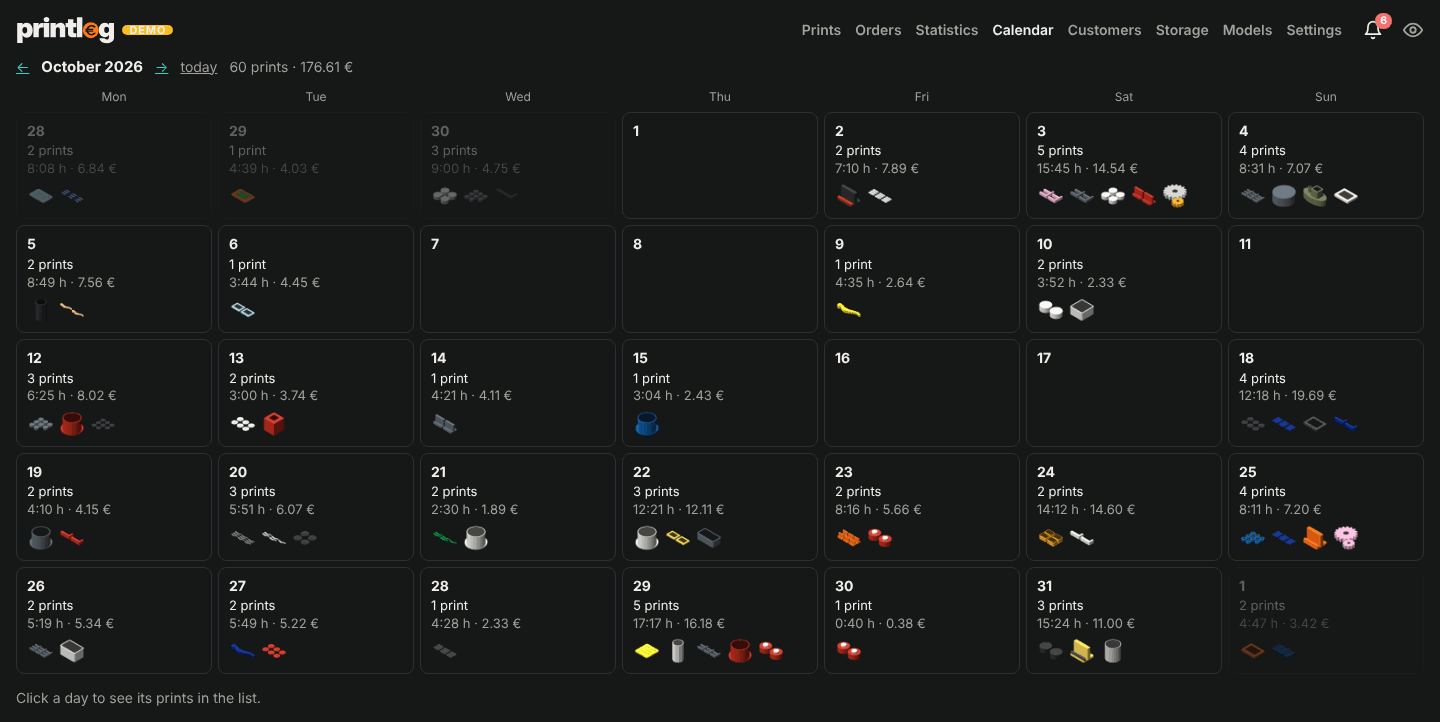 printlog DEMO Prints Orders Statistics Calendar Customers Storage Models Settings 6
← October 2026 → today 60 prints · 176.61 €
Mon Tue Wed Thu Fri Sat Sun
28 29 30 1 2 3 4
2 prints 1 print 3 prints 2 prints 5 prints 4 prints
8:08 h · 6.84 € 4:39 h · 4.03 € 9:00 h · 4.75 € 7:10 h · 7.89 € 15:45 h · 14.54 € 8:31 h · 7.07 €
5 6 7 8 9 10 11
2 prints 1 print 1 print 2 prints
8:49 h · 7.56 € 3:44 h · 4.45 € 4:35 h · 2.64 € 3:52 h · 2.33 €
12 13 14 15 16 17 18
3 prints 2 prints 1 print 1 print 4 prints
6:25 h · 8.02 € 3:00 h · 3.74 € 4:21 h · 4.11 € 3:04 h · 2.43 € 12:18 h · 19.69 €
19 20 21 22 23 24 25
2 prints 3 prints 2 prints 3 prints 2 prints 2 prints 4 prints
4:10 h · 4.15 € 5:51 h · 6.07 € 2:30 h · 1.89 € 12:21 h · 12.11 € 8:16 h · 5.66 € 14:12 h · 14.60 € 8:11 h · 7.20 €
26 27 28 29 30 31 1
2 prints 2 prints 1 print 5 prints 1 print 3 prints 2 prints
5:19 h · 5.34 € 5:49 h · 5.22 € 4:28 h · 2.33 € 17:17 h · 16.18 € 0:40 h · 0.38 € 15:24 h · 11.00 € 4:47 h · 3.42 €
Click a day to see its prints in the list.